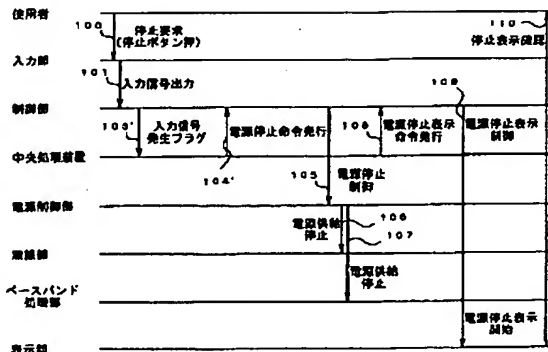 使用者
100
停止要求
(停止ボタン押)
110
停止表示確認
入力部
101
入力信号出力
109
制御部
103'
入力信号
発生フラグ
電源停止命令発行
104'
108
電源停止表示
命令発行
電源停止表示
制御
中央処理装置
105
電源停止
制御
電源制御部
電源供給
停止
106
107
無線部
電源供給
停止
ベースバンド
処理部
電源停止表示
開始
表示部